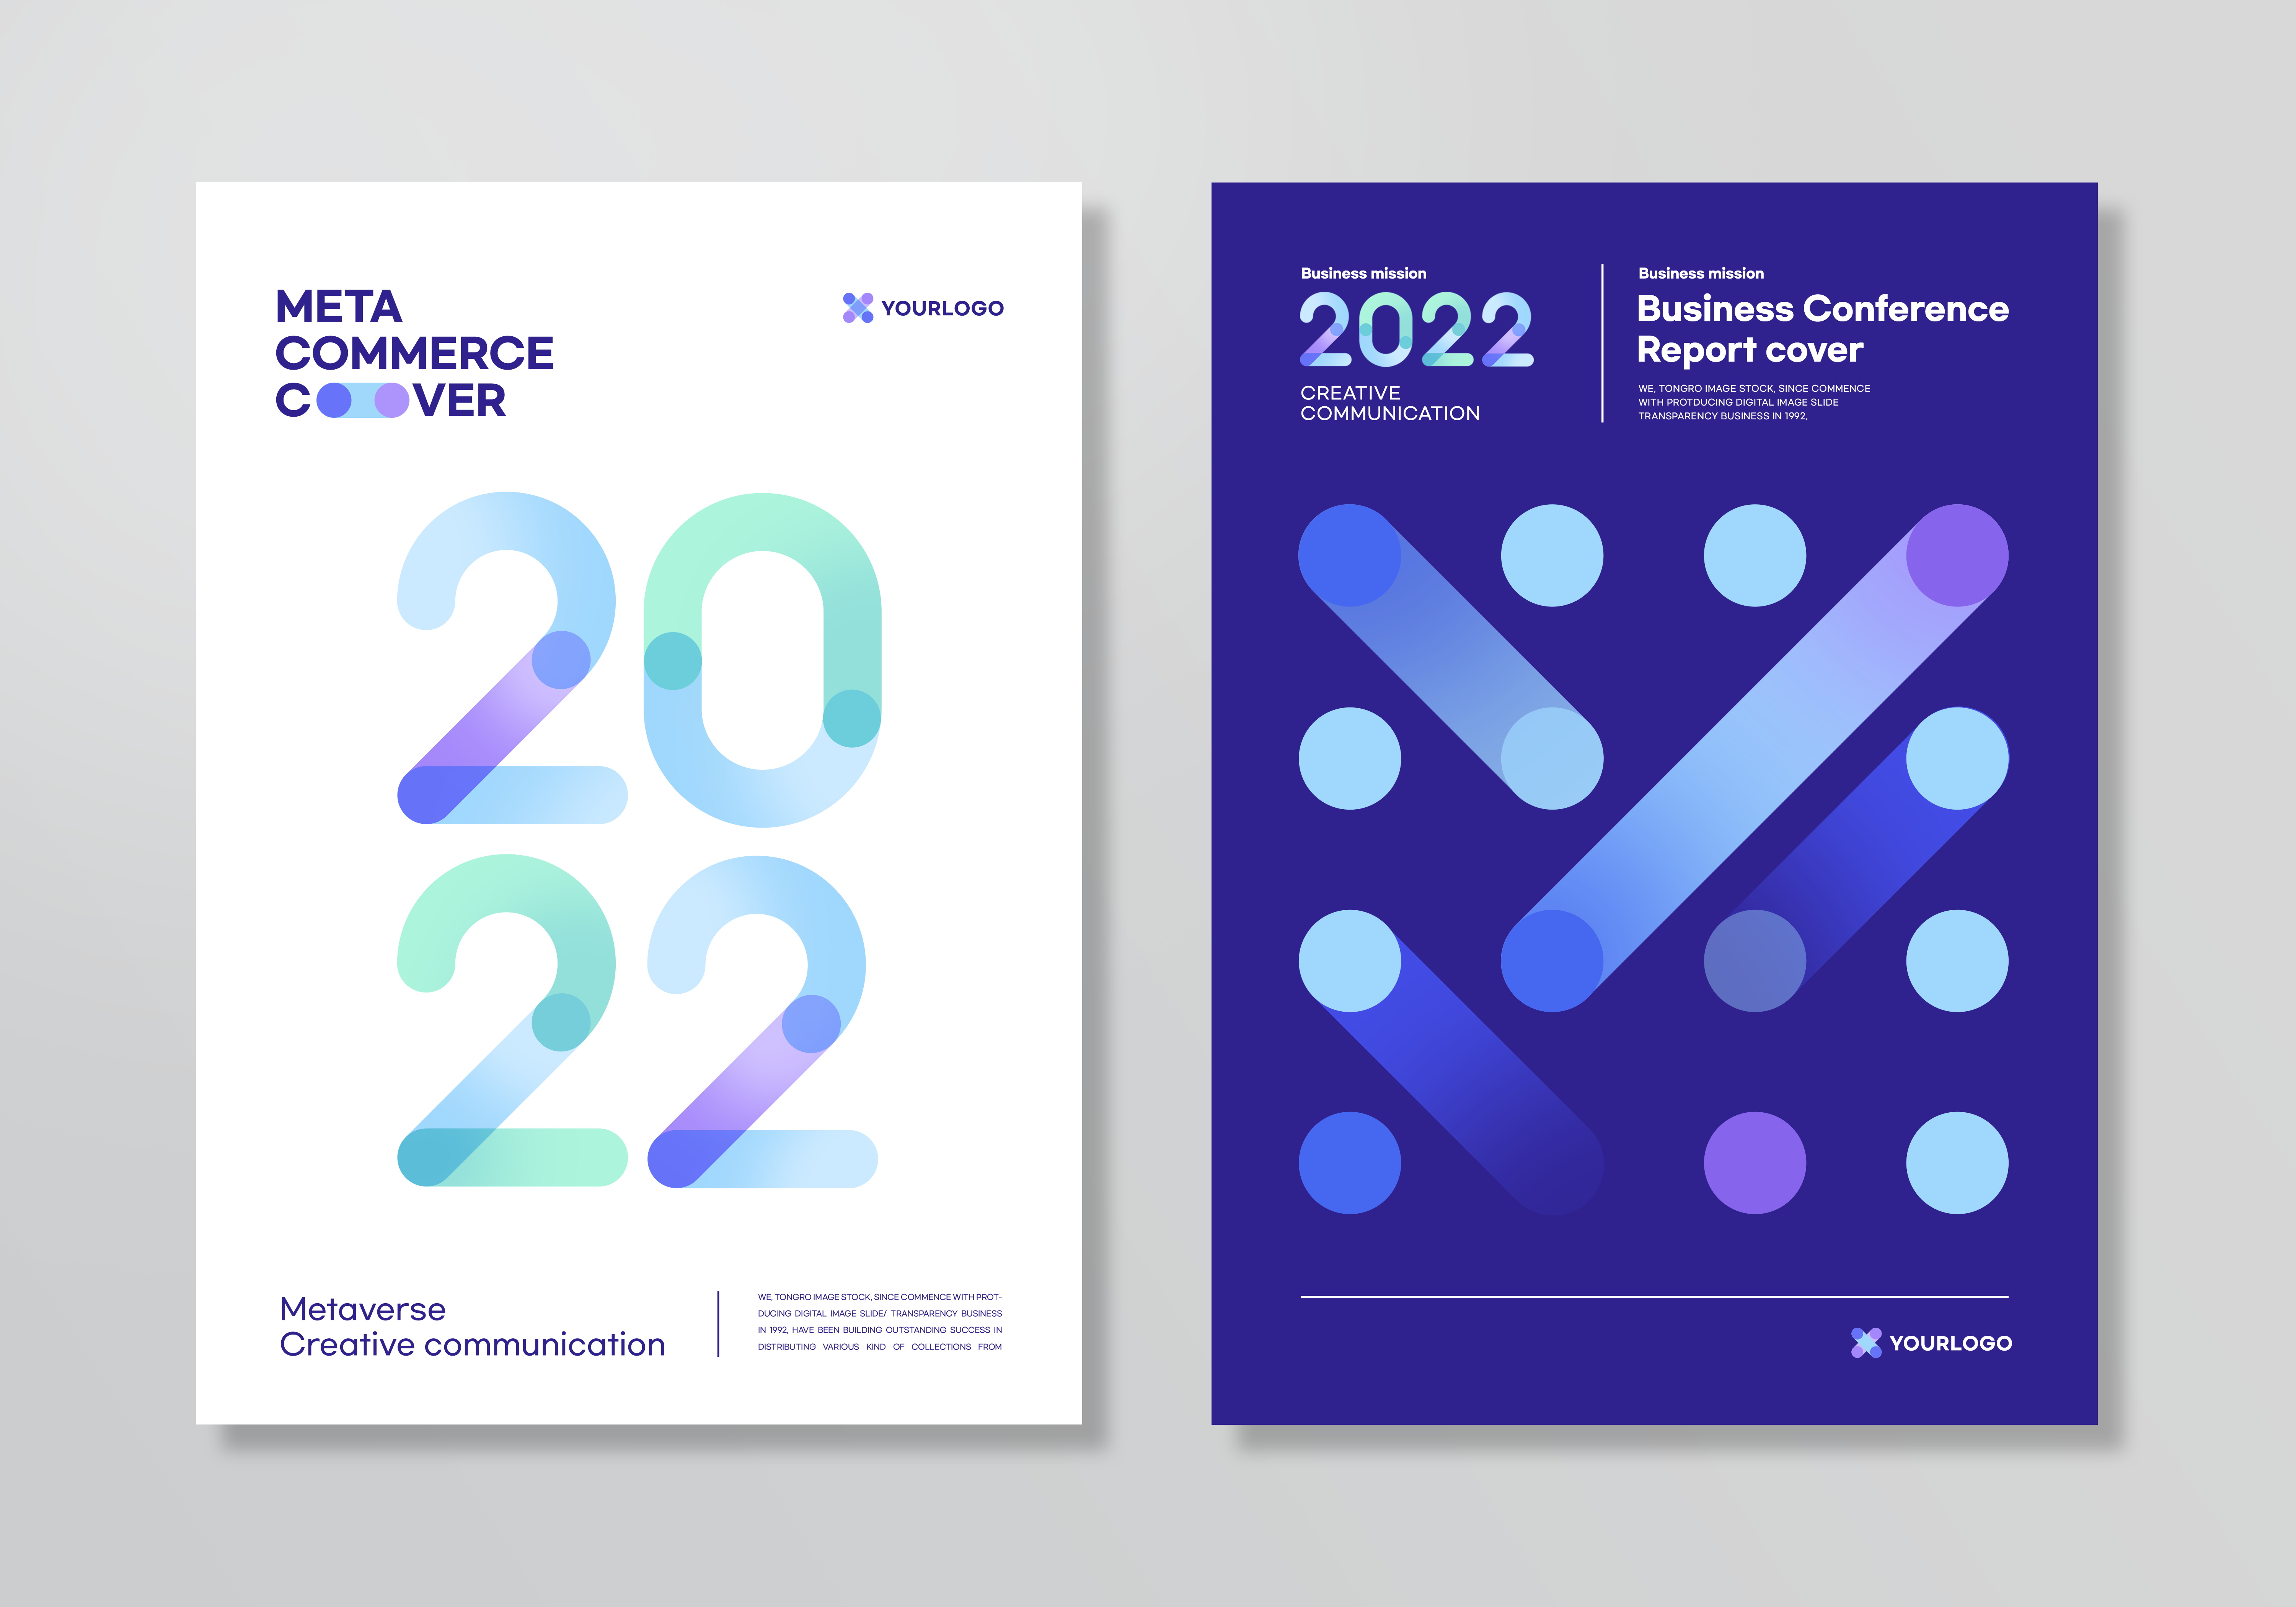 META
COMMERCE
COVER
YOURLOGO
20
22
Metaverse
Creative communication
WE, TONGRO IMAGE STOCK, SINCE COMMENCE WITH PROT-
DUCING DIGITAL IMAGE SLIDE/ TRANSPARENCY BUSINESS
IN 1992, HAVE BEEN BUILDING OUTSTANDING SUCCESS IN
DISTRIBUTING VARIOUS KIND OF COLLECTIONS FROM
Business mission
2022
CREATIVE
COMMUNICATION
Business mission
Business Conference
Report cover
WE, TONGRO IMAGE STOCK, SINCE COMMENCE
WITH PROTDUCING DIGITAL IMAGE SLIDE
TRANSPARENCY BUSINESS IN 1992,
YOURLOGO